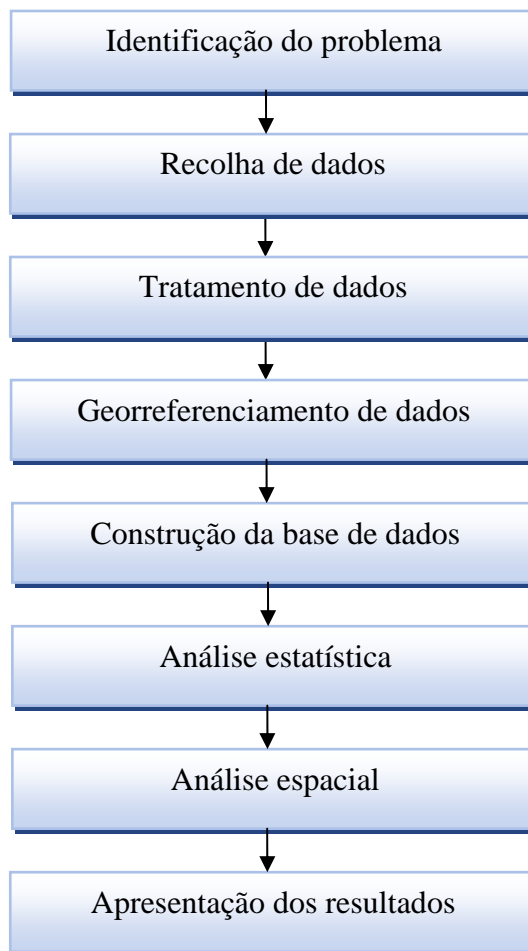 Identificação do problema
Recolha de dados
Tratamento de dados
Georreferenciamento de dados
Construção da base de dados
Análise estatística
Análise espacial
Apresentação dos resultados